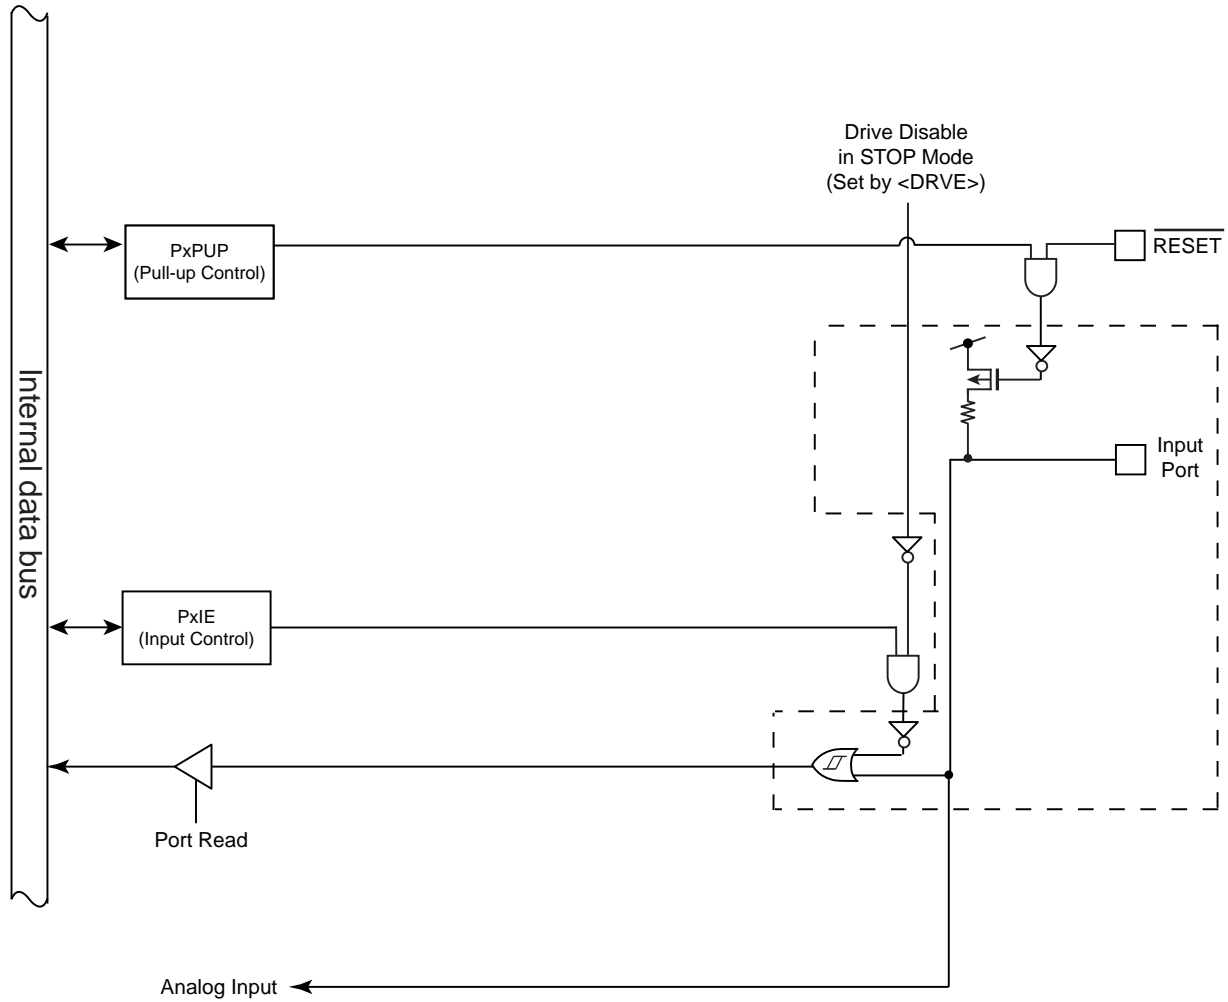 Drive Disable
in STOP Mode
(Set by <DRVE>)
PxPUP
(Pull-up Control)
RESET
Input
Port
Internal data bus
PxIE
(Input Control)
Port Read
Analog Input